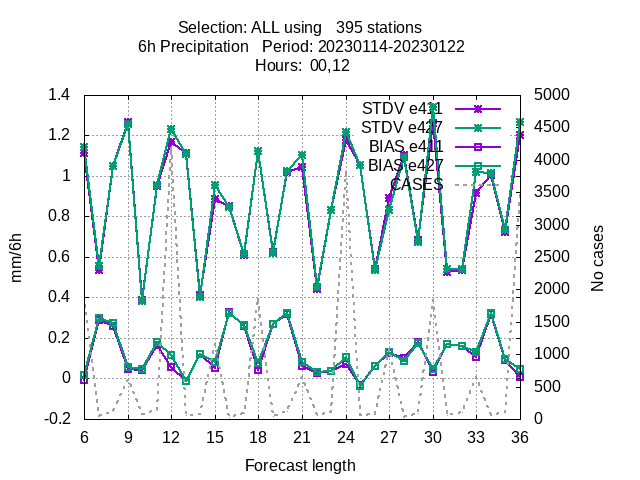 Selection: ALL using   395 stations
6h Precipitation   Period: 20230114-20230122
Hours:  00,12
STDV e411
STDV e427
BIAS e411
BIAS e427
CASES
1.4
1.2
1
0.8
0.6
0.4
0.2
0
-0.2
mm/6h
5000
4500
4000
3500
3000
2500
2000
1500
1000
500
0
No cases
6 9 12 15 18 21 24 27 30 33 36
Forecast length